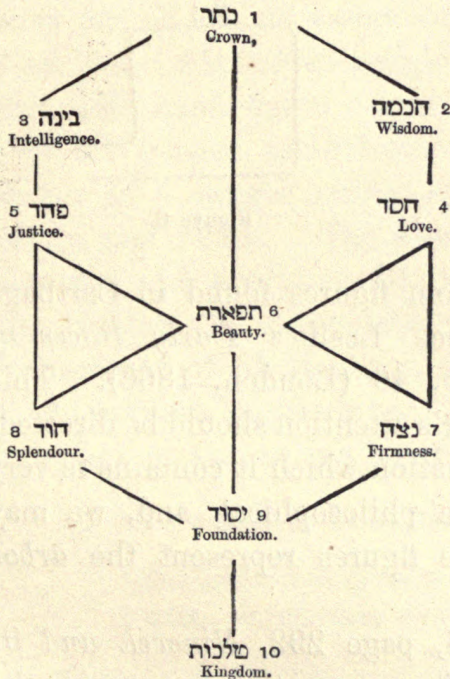 כתר 1
Crown,
3 בינה
Intelligence.
חכמה 2
Wisdom.
5 פחד
Justice.
חסד 4
Love.
תפארת 6
Beauty.
8 הוד
Splendour.
נצח 7
Firmness.
יסוד 9
Foundation.
מלכות 10
Kingdom.